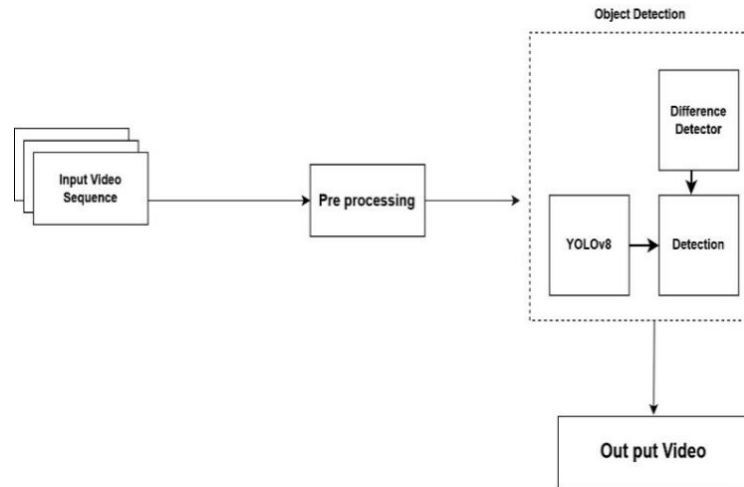 Object Detection
Difference
Detector
Input Video
Sequence
Pre processing
YOLOv8
Detection
Out put Video